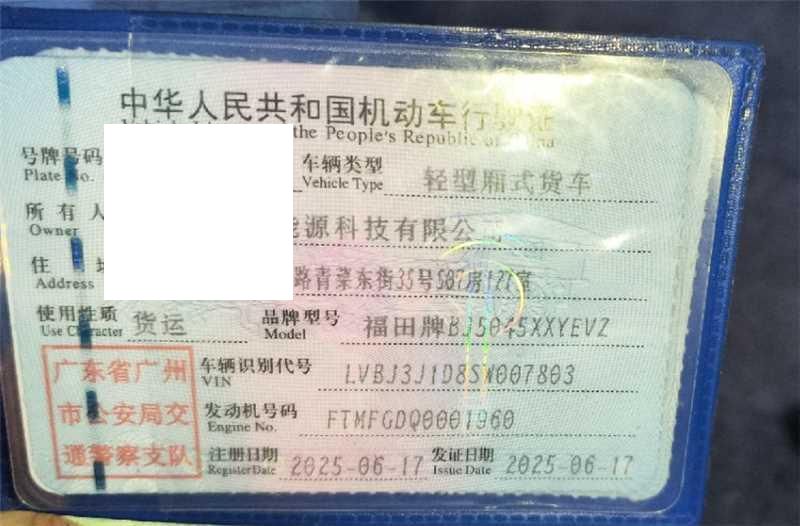 中华人民共和国机动车行驶证
the People's Republic of China
号牌号码
Plate No.
车辆类型
Vehicle Type
轻型厢式货车
所有人
Owner
能源科技有限公司
住
Address
路青菜东街35号587房121室
使用性质
Use Character
货运
品牌型号
Model
福田牌BJ5045XXYEV2
广东省广州
市公安局交
通警察支队
车辆识别代号
VIN
LVBJ3J1D8SW007803
发动机号码
Engine No.
FTMFGDQ0001960
注册日期
Register Date
2025-06-17
发证日期
Issue Date
2025-06-17